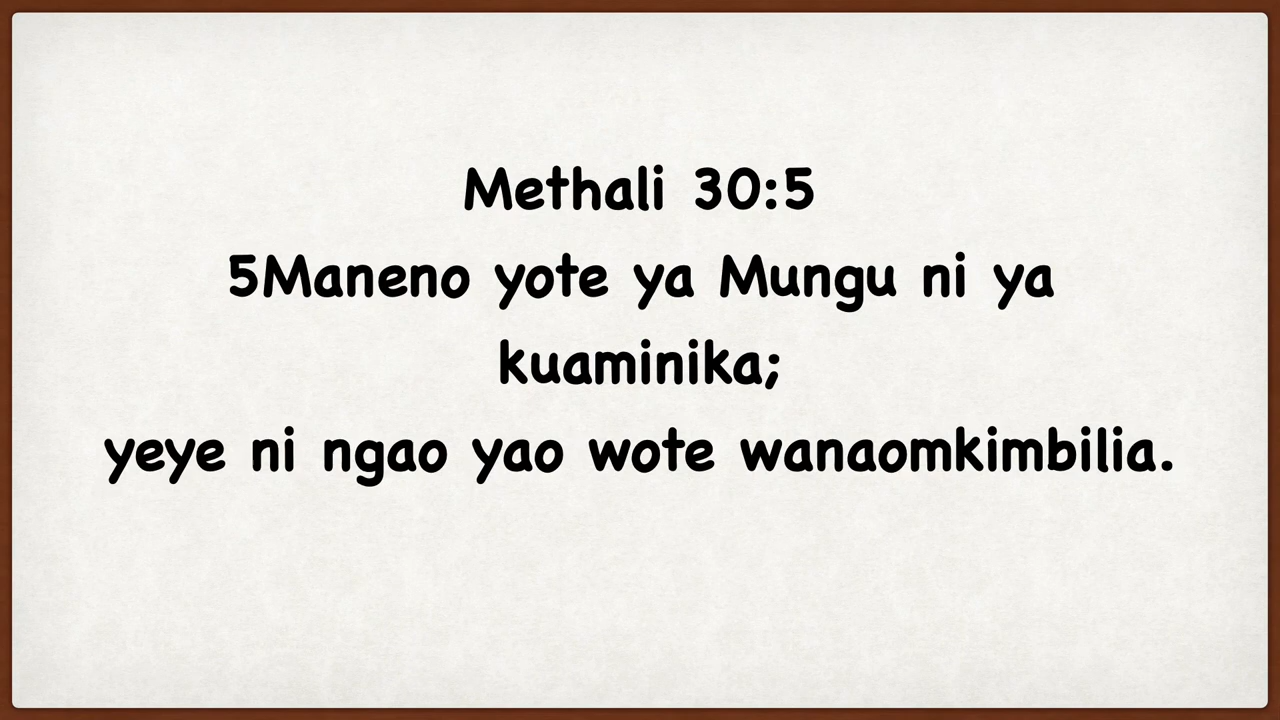 Methali 30:5
5Maneno yote ya Mungu ni ya
kuaminika;
yeye ni ngao yao wote wanaomkimbilia.